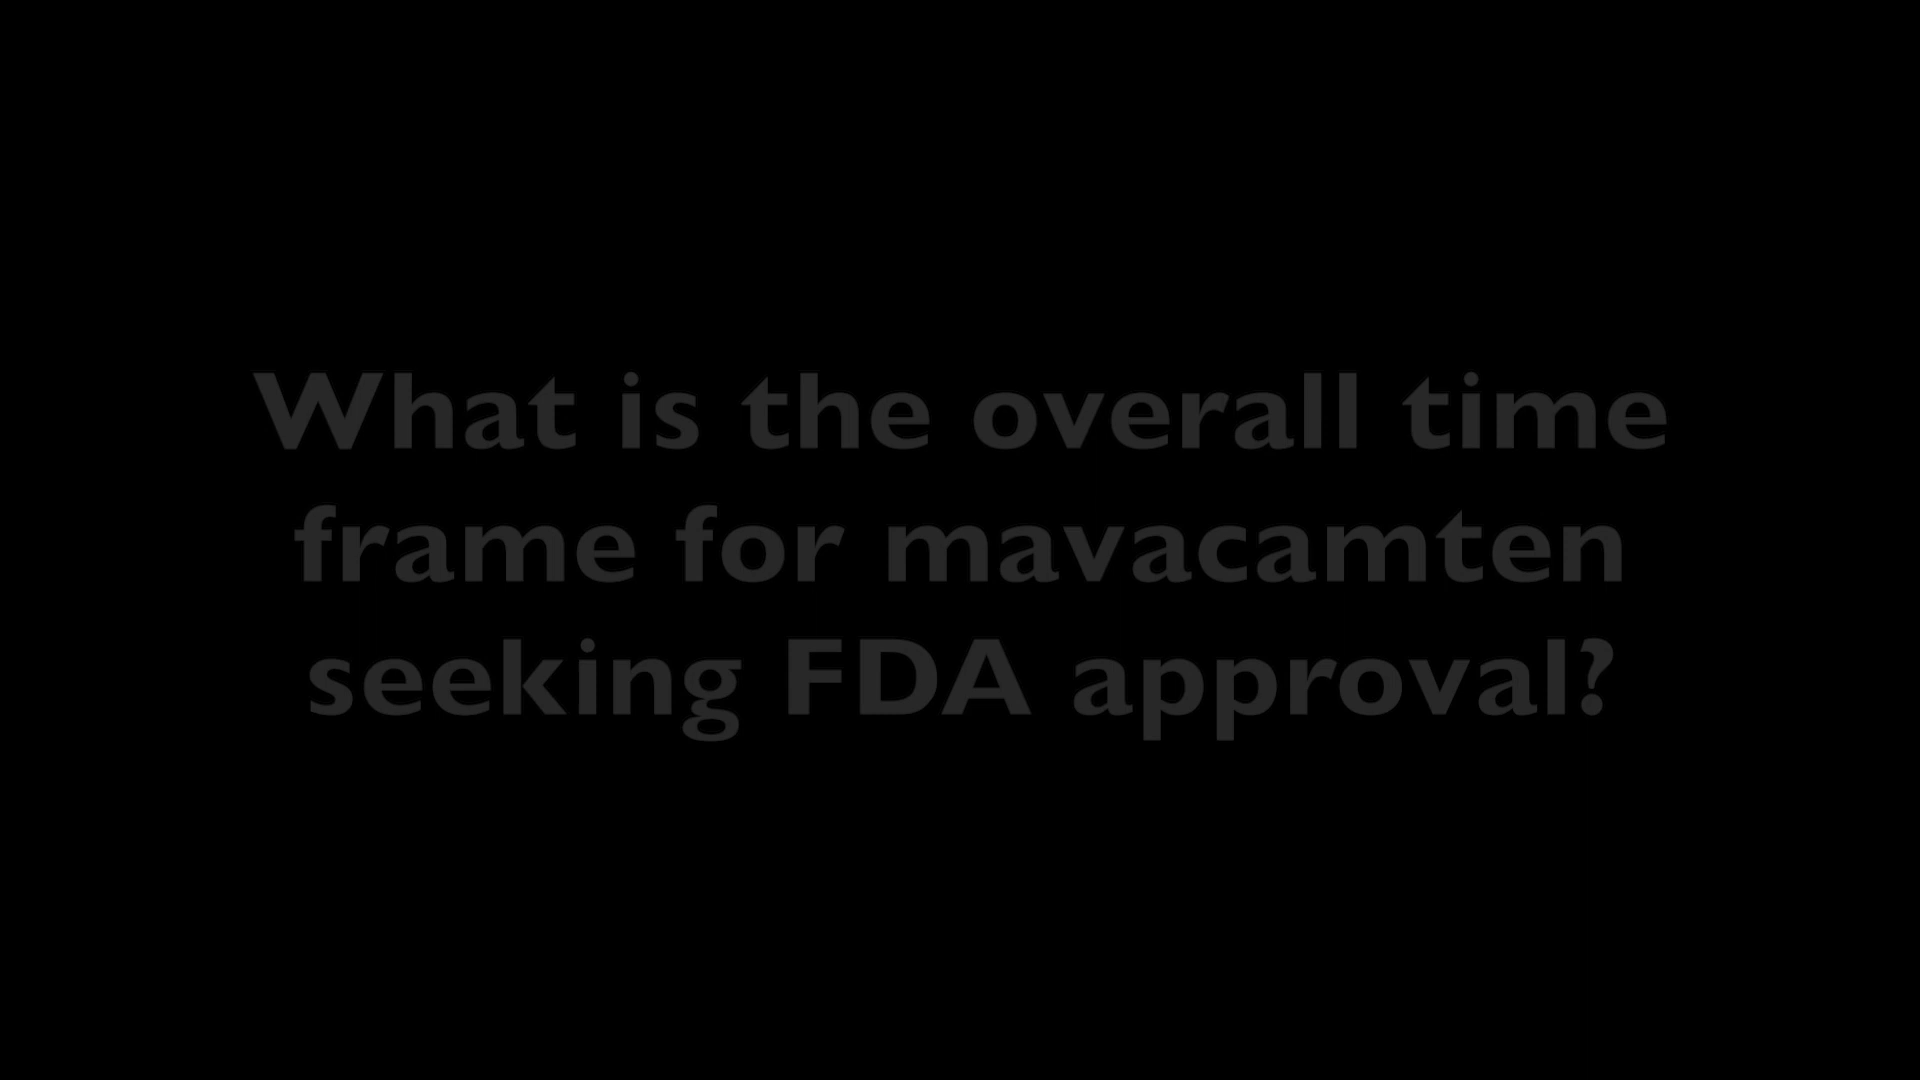 What is the overall time
frame for mavacamten
seeking FDA approval?